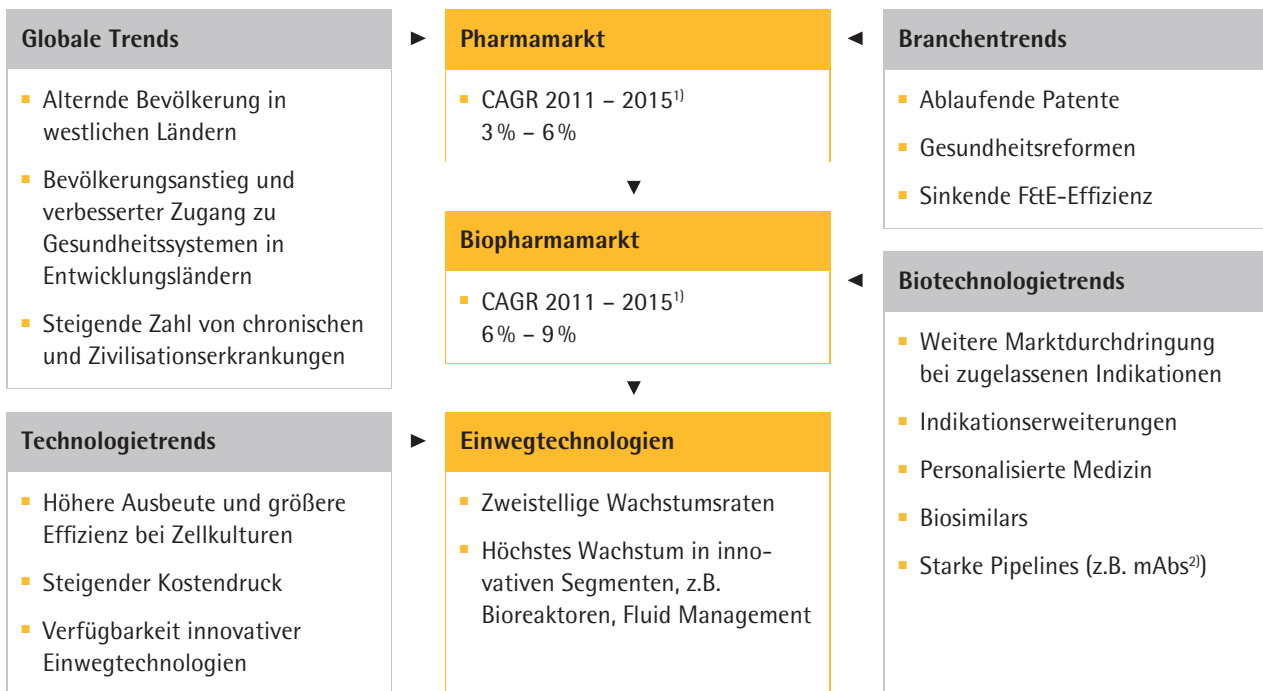 Globale Trends
Alternde Bevölkerung in
westlichen Ländern
Bevölkerungsanstieg und
verbesserter Zugang zu
Gesundheitssystemen in
Entwicklungsländern
Steigende Zahl von chronischen
und Zivilisationserkrankungen
Technologietrends
Höhere Ausbeute und größere
Effizienz bei Zellkulturen
Steigender Kostendruck
Verfügbarkeit innovativer
Einwegtechnologien
Pharmamarkt
CAGR 2011 – 2015¹⁾
3 % – 6 %
Biopharmamarkt
CAGR 2011 – 2015¹⁾
6 % – 9 %
Einwegtechnologien
Zweistellige Wachstumsraten
Höchstes Wachstum in inno-
vativen Segmenten, z.B.
Bioreaktoren, Fluid Management
Branchentrends
Ablaufende Patente
Gesundheitsreformen
Sinkende F&E-Effizienz
Biotechnologietrends
Weitere Marktdurchdringung
bei zugelassenen Indikationen
Indikationserweiterungen
Personalisierte Medizin
Biosimilars
Starke Pipelines (z.B. mAbs²⁾)